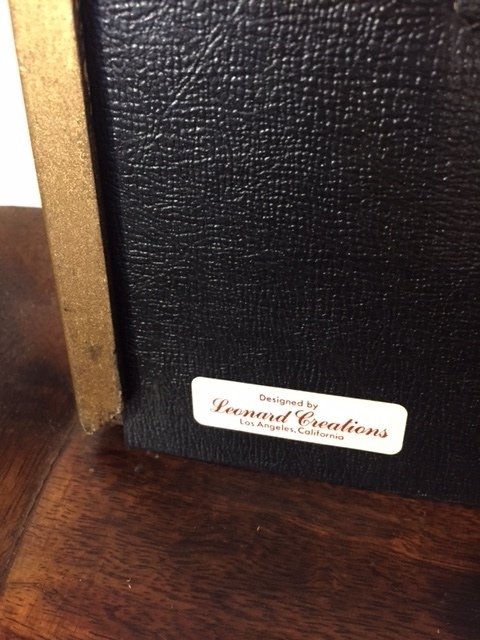 Designed by
Leonard Creations
Los Angeles, California